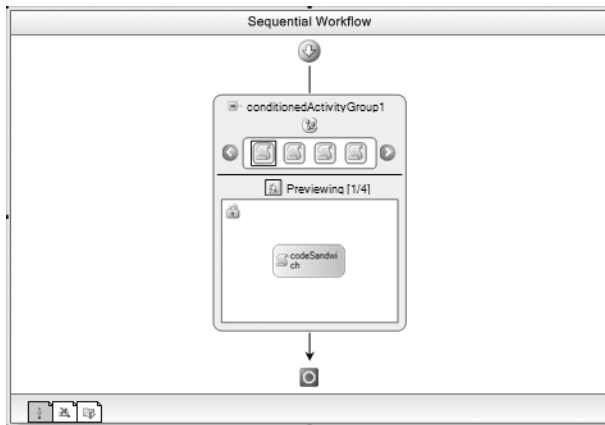 Sequential Workflow
conditionedActivityGroup1
Previewing [1/4]
codeSandwi
ch